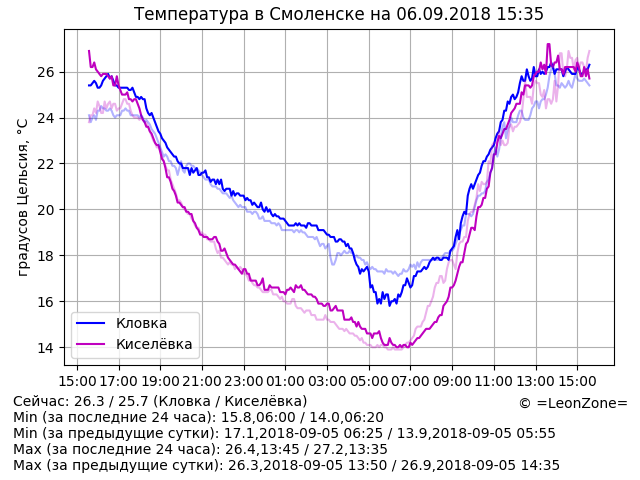 Температура в Смоленске на 06.09.2018 15:35
градусов Цельсия, °C
26
24
22
20
18
16
14
Кловка
Киселёвка
15:00 17:00 19:00 21:00 23:00 01:00 03:00 05:00 07:00 09:00 11:00 13:00 15:00
Сейчас: 26.3 / 25.7 (Кловка / Киселёвка)
© =LeonZone=
Min (за последние 24 часа): 15.8,06:00 / 14.0,06:20
Min (за предыдущие сутки): 17.1,2018-09-05 06:25 / 13.9,2018-09-05 05:55
Max (за последние 24 часа): 26.4,13:45 / 27.2,13:35
Max (за предыдущие сутки): 26.3,2018-09-05 13:50 / 26.9,2018-09-05 14:35